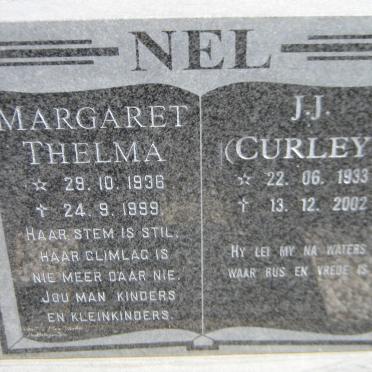 NEL
MARGARET
THELMA
☆ 29. 10. 1936
✝ 24. 9. 1999
HAAR STEM IS STIL,
HAAR GLIMLAG IS
NIE MEER DAAR NIE.
JOU MAN KINDERS
EN KLEINKINDERS.
J.J.
(CURLEY
☆ 22. 06. 1933
✝ 13. 12. 2002
HY LEI MY NA WATERS
WAAR RUS EN VREDE IS